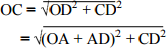 OC = √OD² + CD²
= √(OA + AD)² + CD²